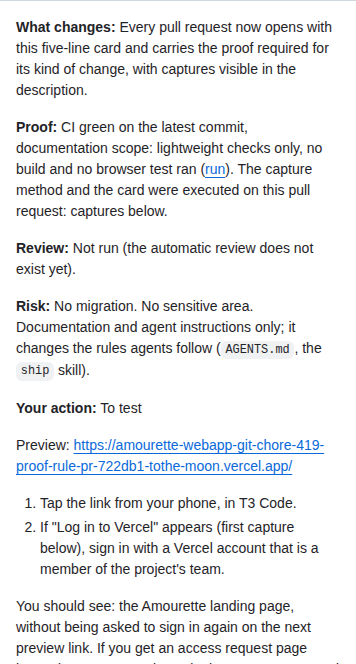 What changes: Every pull request now opens with
this five-line card and carries the proof required for
its kind of change, with captures visible in the
description.
Proof: CI green on the latest commit,
documentation scope: lightweight checks only, no
build and no browser test ran (run). The capture
method and the card were executed on this pull
request: captures below.
Review: Not run (the automatic review does not
exist yet).
Risk: No migration. No sensitive area.
Documentation and agent instructions only; it
changes the rules agents follow ( AGENTS.md , the
ship skill).
Your action: To test
Preview: https://amourette-webapp-git-chore-419-
proof-rule-pr-722db1-tothe-moon.vercel.app/
1. Tap the link from your phone, in T3 Code.
2. If "Log in to Vercel" appears (first capture
below), sign in with a Vercel account that is a
member of the project's team.
You should see: the Amourette landing page,
without being asked to sign in again on the next
preview link. If you get an access request page